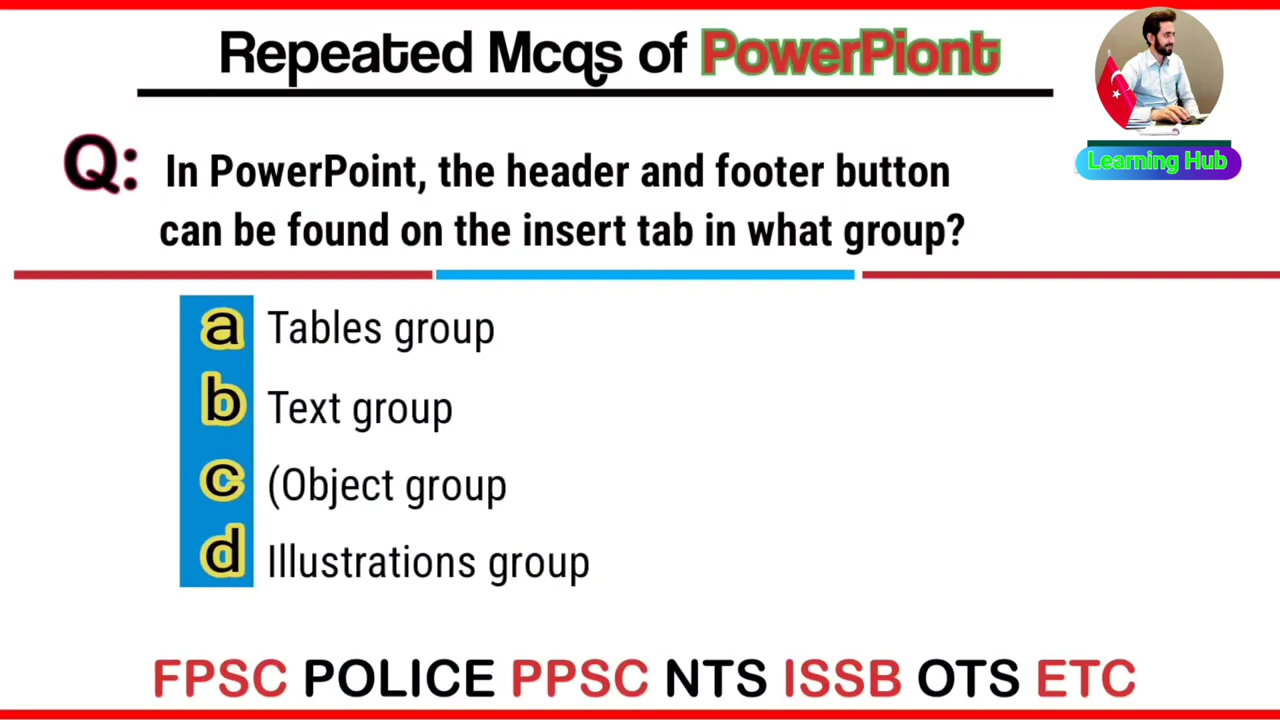 Repeated Mcqs of PowerPiont
Learning Hub
Q: In PowerPoint, the header and footer button
can be found on the insert tab in what group?
a Tables group
b Text group
c (Object group
d Illustrations group
FPSC POLICE PPSC NTS ISSB OTS ETC